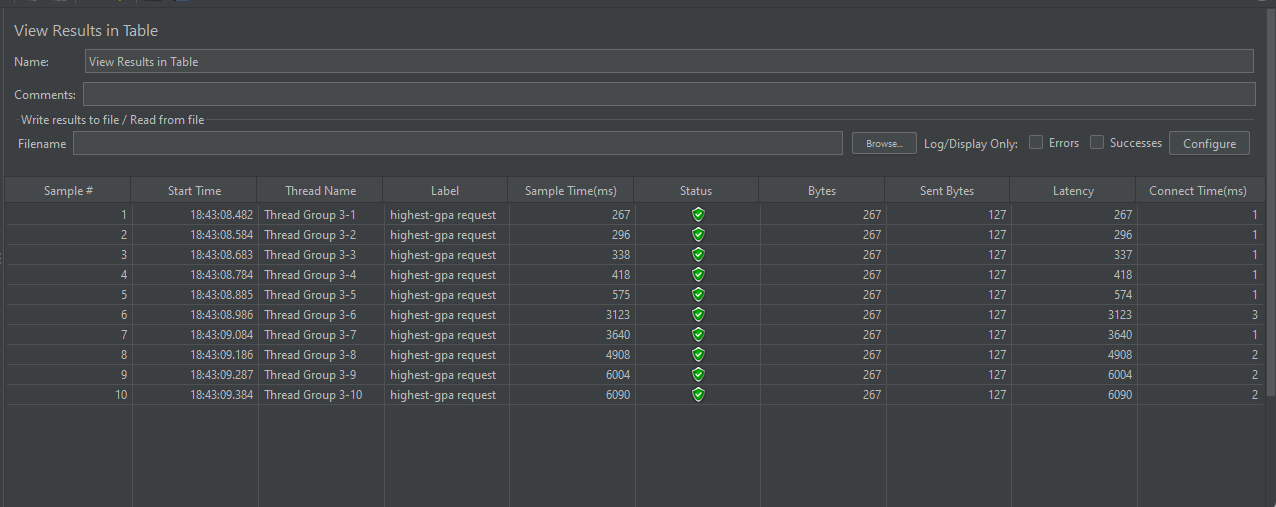 View Results in Table
Name: View Results in Table
Comments:
Write results to file / Read from file
Filename Browse... Log/Display Only: Errors Successes Configure
Sample # Start Time Thread Name Label Sample Time(ms) Status Bytes Sent Bytes Latency Connect Time(ms)
1 18:43:08.482 Thread Group 3-1 highest-gpa request 267 267 127 267 1
2 18:43:08.584 Thread Group 3-2 highest-gpa request 296 267 127 296 1
3 18:43:08.683 Thread Group 3-3 highest-gpa request 338 267 127 337 1
4 18:43:08.784 Thread Group 3-4 highest-gpa request 418 267 127 418 1
5 18:43:08.885 Thread Group 3-5 highest-gpa request 575 267 127 574 1
6 18:43:08.986 Thread Group 3-6 highest-gpa request 3123 267 127 3123 3
7 18:43:09.084 Thread Group 3-7 highest-gpa request 3640 267 127 3640 1
8 18:43:09.186 Thread Group 3-8 highest-gpa request 4908 267 127 4908 2
9 18:43:09.287 Thread Group 3-9 highest-gpa request 6004 267 127 6004 2
10 18:43:09.384 Thread Group 3-10 highest-gpa request 6090 267 127 6090 2